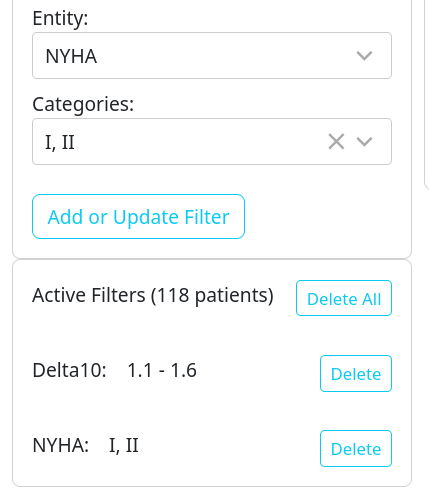 Entity:
NYHA
Categories:
I, II
Add or Update Filter
Active Filters (118 patients)
Delete All
Delta10: 1.1 - 1.6
Delete
NYHA: I, II
Delete